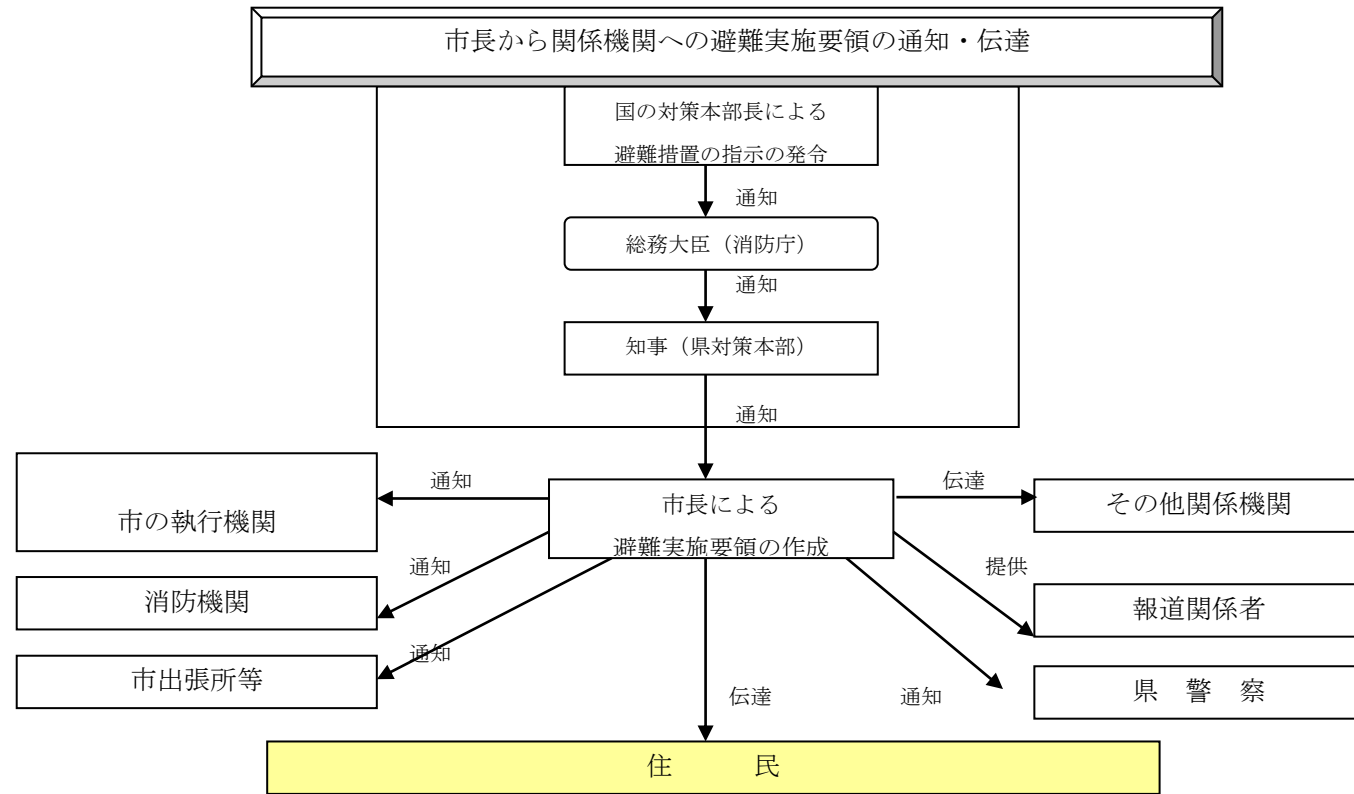 市長から関係機関への避難実施要領の通知・伝達
国の対策本部長による
避難措置の指示の発令
通知
総務大臣（消防庁）
通知
知事（県対策本部）
通知
通知
伝達
市の執行機関
市長による
避難実施要領の作成
その他関係機関
通知
提供
消防機関
報道関係者
通知
市出張所等
県　警　察
伝達
通知
住　　　民